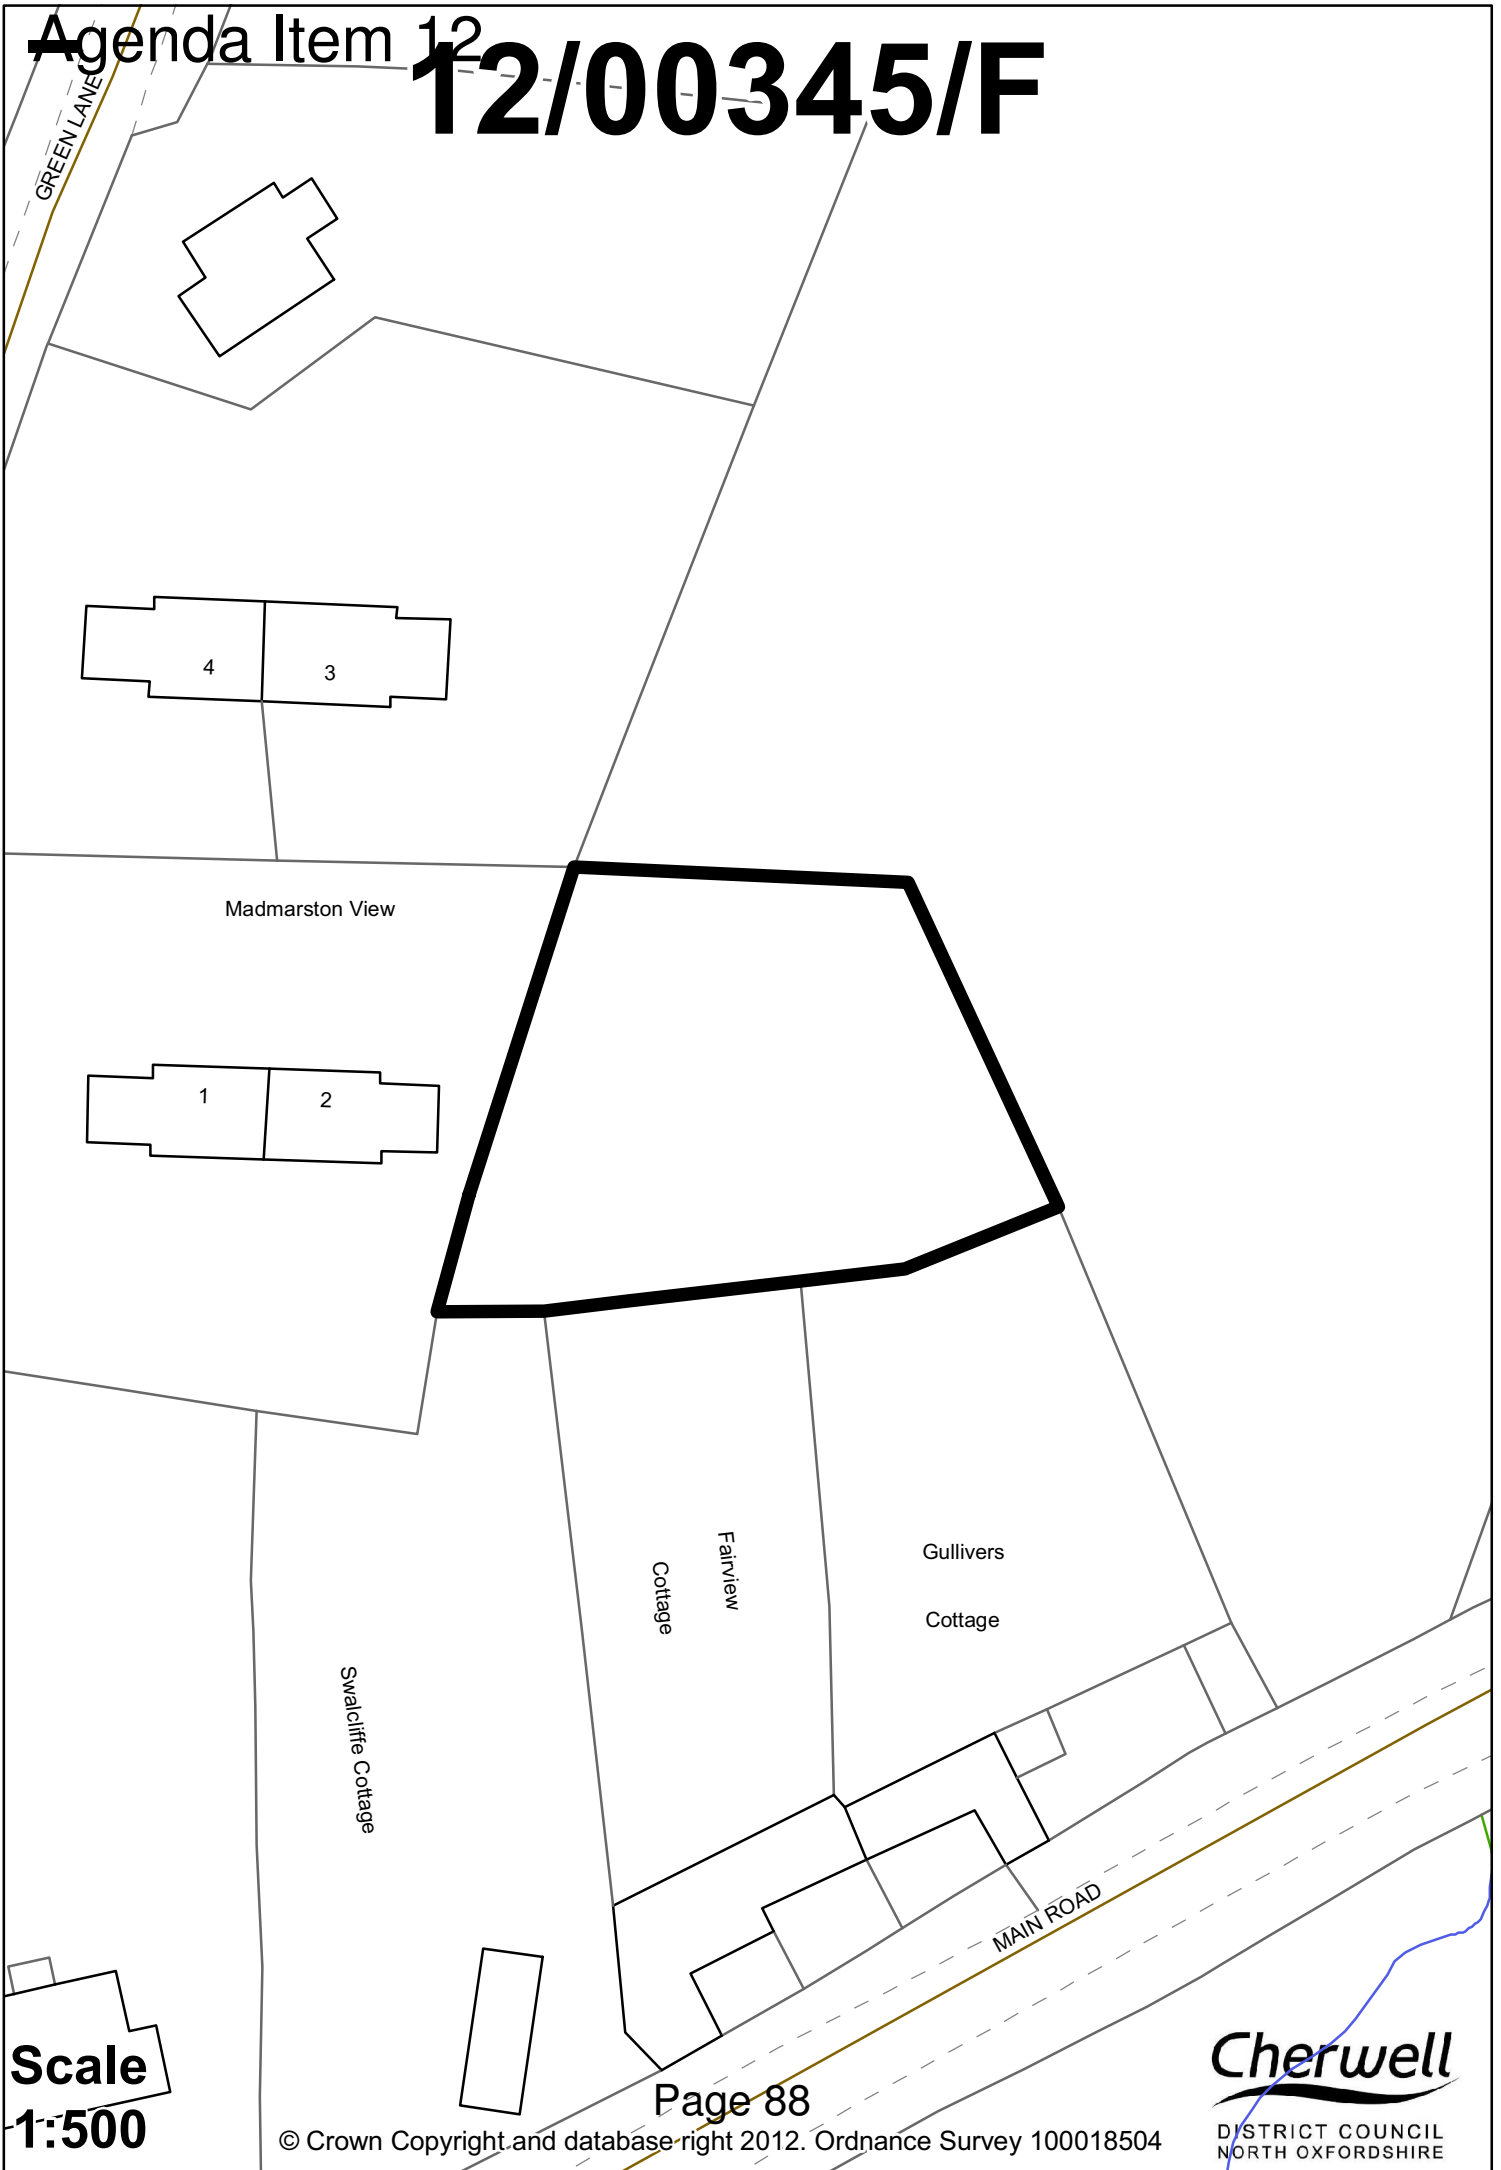 Agenda Item 12
12/00345/F
GREEN LANE
4
3
Madmarston View
1
2
Fairview
Cottage
Gullivers
Cottage
Swalcliffe Cottage
MAIN ROAD
Scale
1:500
Page 88
© Crown Copyright and database right 2012. Ordnance Survey 100018504
Cherwell
DISTRICT COUNCIL
NORTH OXFORDSHIRE